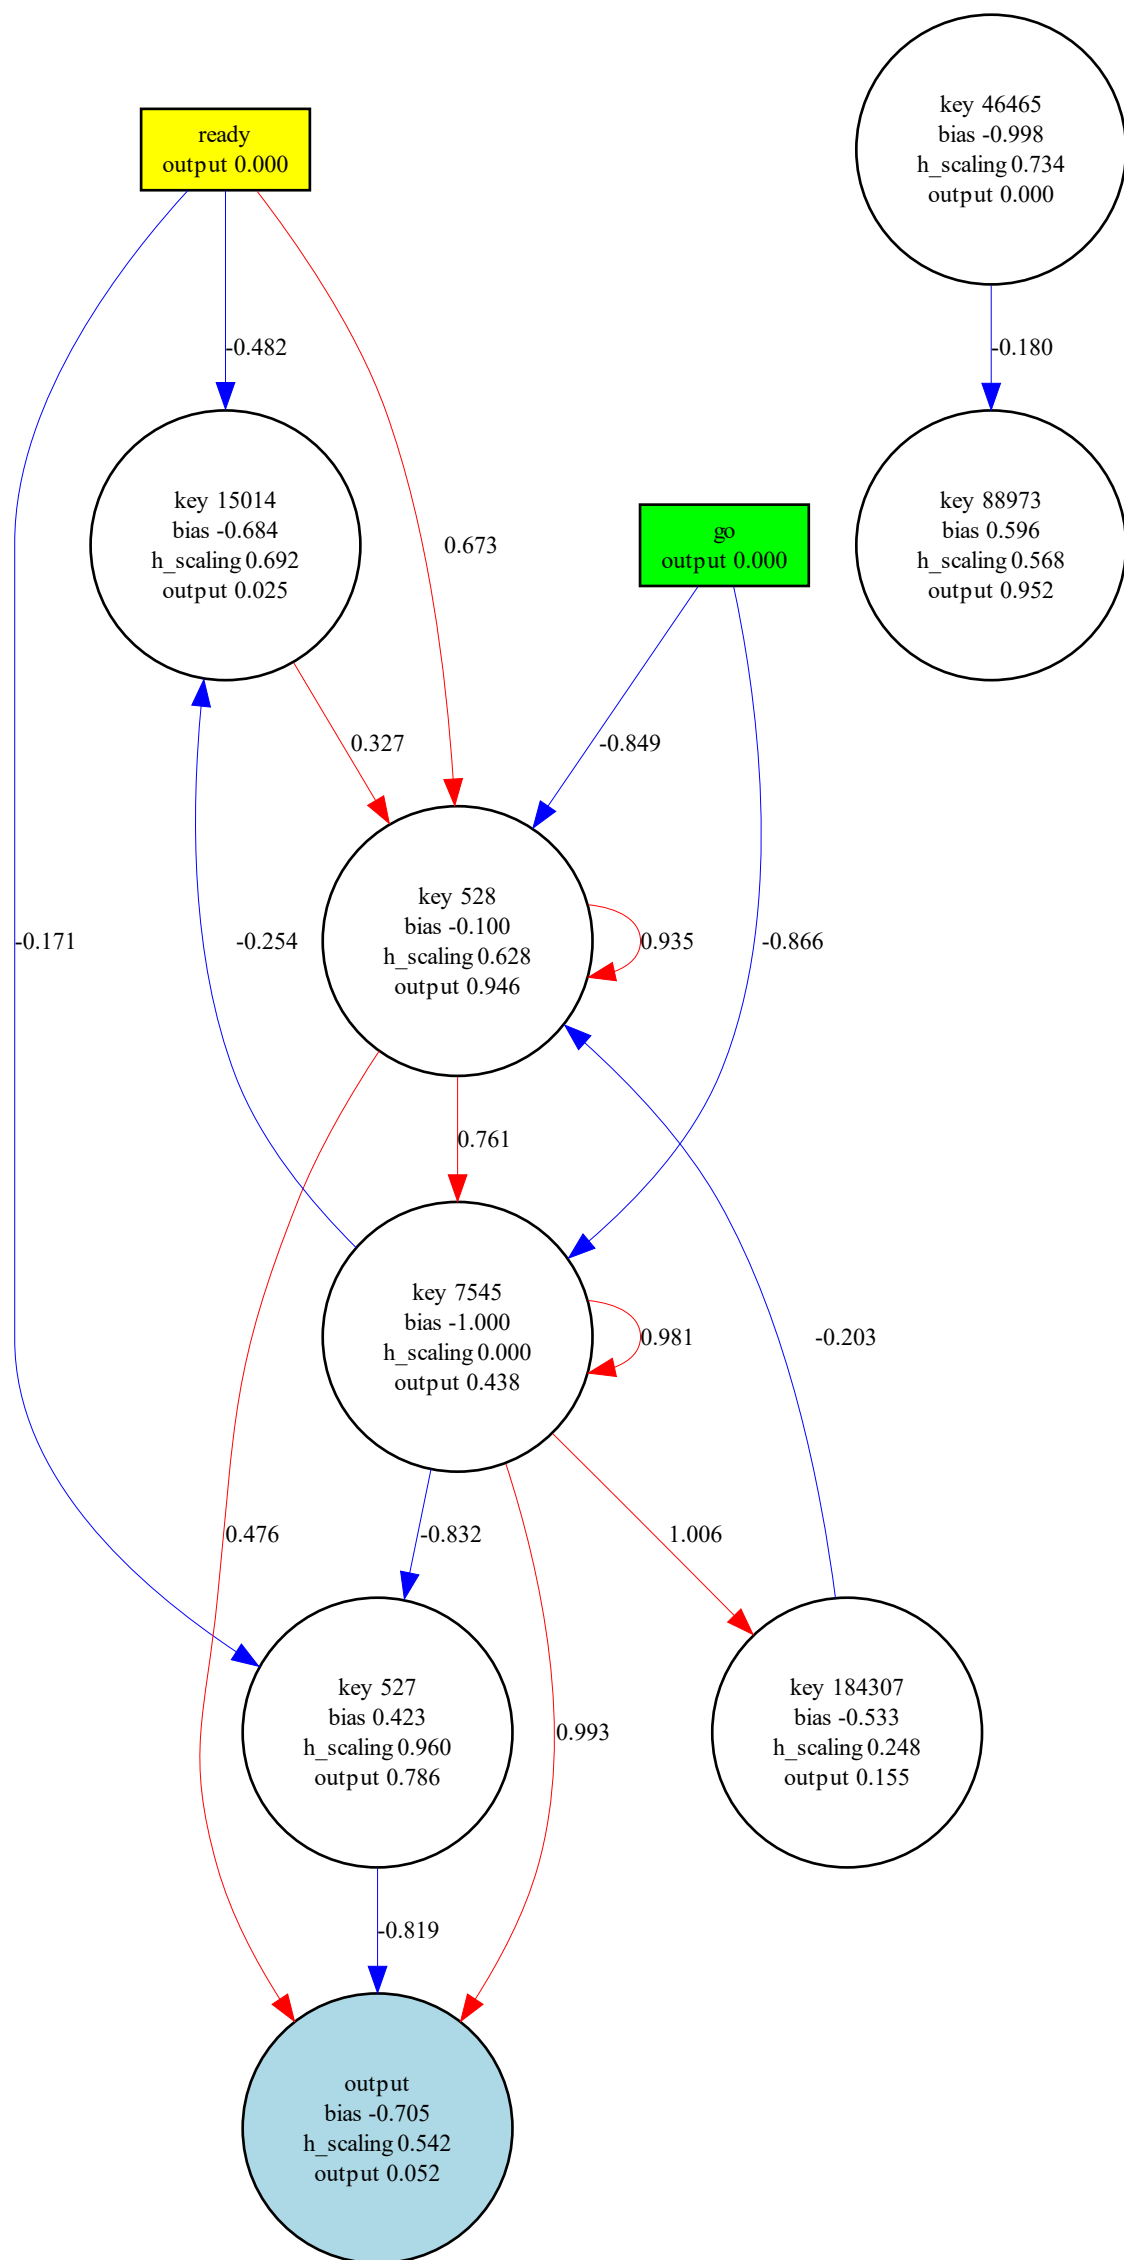 key 46465
bias -0.998
h_scaling 0.734
output 0.000
ready
output 0.000
-0.482
-0.180
key 15014
bias -0.684
h_scaling 0.692
output 0.025
0.673
go
output 0.000
key 88973
bias 0.596
h_scaling 0.568
output 0.952
0.327
-0.849
-0.171
-0.254
key 528
bias -0.100
h_scaling 0.628
output 0.946
0.935
-0.866
0.761
key 7545
bias -1.000
h_scaling 0.000
output 0.438
0.981
-0.203
0.476
-0.832
1.006
key 527
bias 0.423
h_scaling 0.960
output 0.786
0.993
key 184307
bias -0.533
h_scaling 0.248
output 0.155
-0.819
output
bias -0.705
h_scaling 0.542
output 0.052